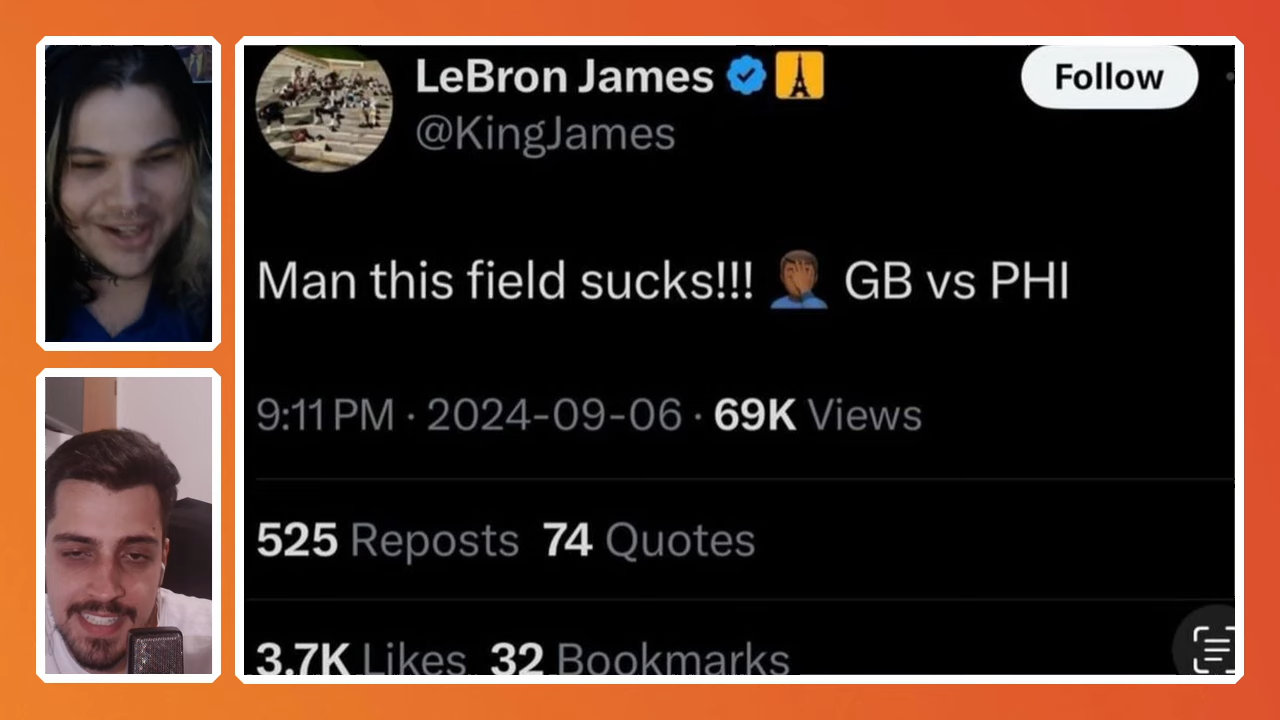 LeBron James
Follow
@KingJames
Man this field sucks!!! 🤦🏾‍♂️ GB vs PHI
9:11 PM · 2024-09-06 · 69K Views
525 Reposts 74 Quotes
3.7K Likes 32 Bookmarks